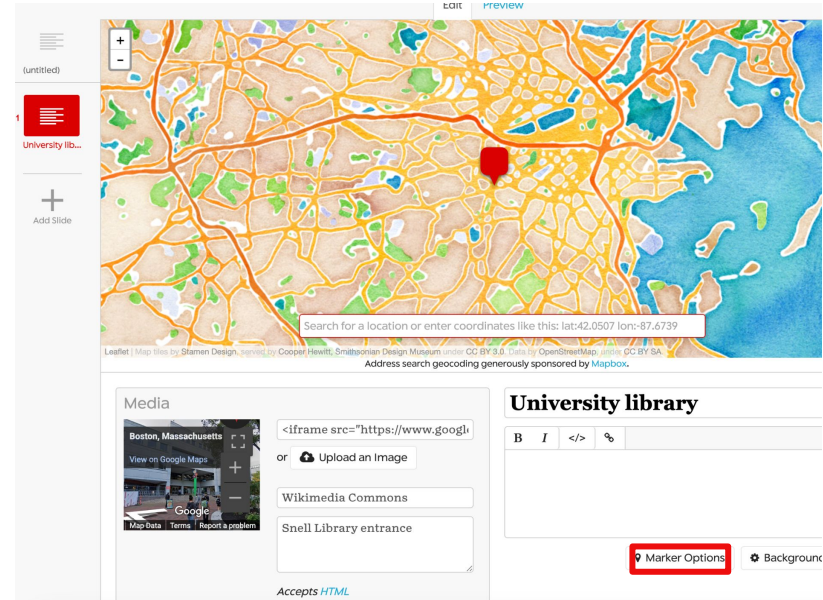 Edit Preview
+
-
(untitled)
1
University lib...
Add Slide
Search for a location or enter coordinates like this: lat:42.0507 lon:-87.6739
Leaflet | Map tiles by Stamen Design, served by Cooper Hewitt, Smithsonian Design Museum under CC BY 3.0. Data by OpenStreetMap, under CC BY SA.
Address search geocoding generously sponsored by Mapbox.
Media
Boston, Massachusetts
View on Google Maps
+
−
Google
Map Data Terms Report a problem
<iframe src="https://www.googl
or Upload an Image
Wikimedia Commons
Snell Library entrance
Accepts HTML
University library
B I </>
Marker Options Background